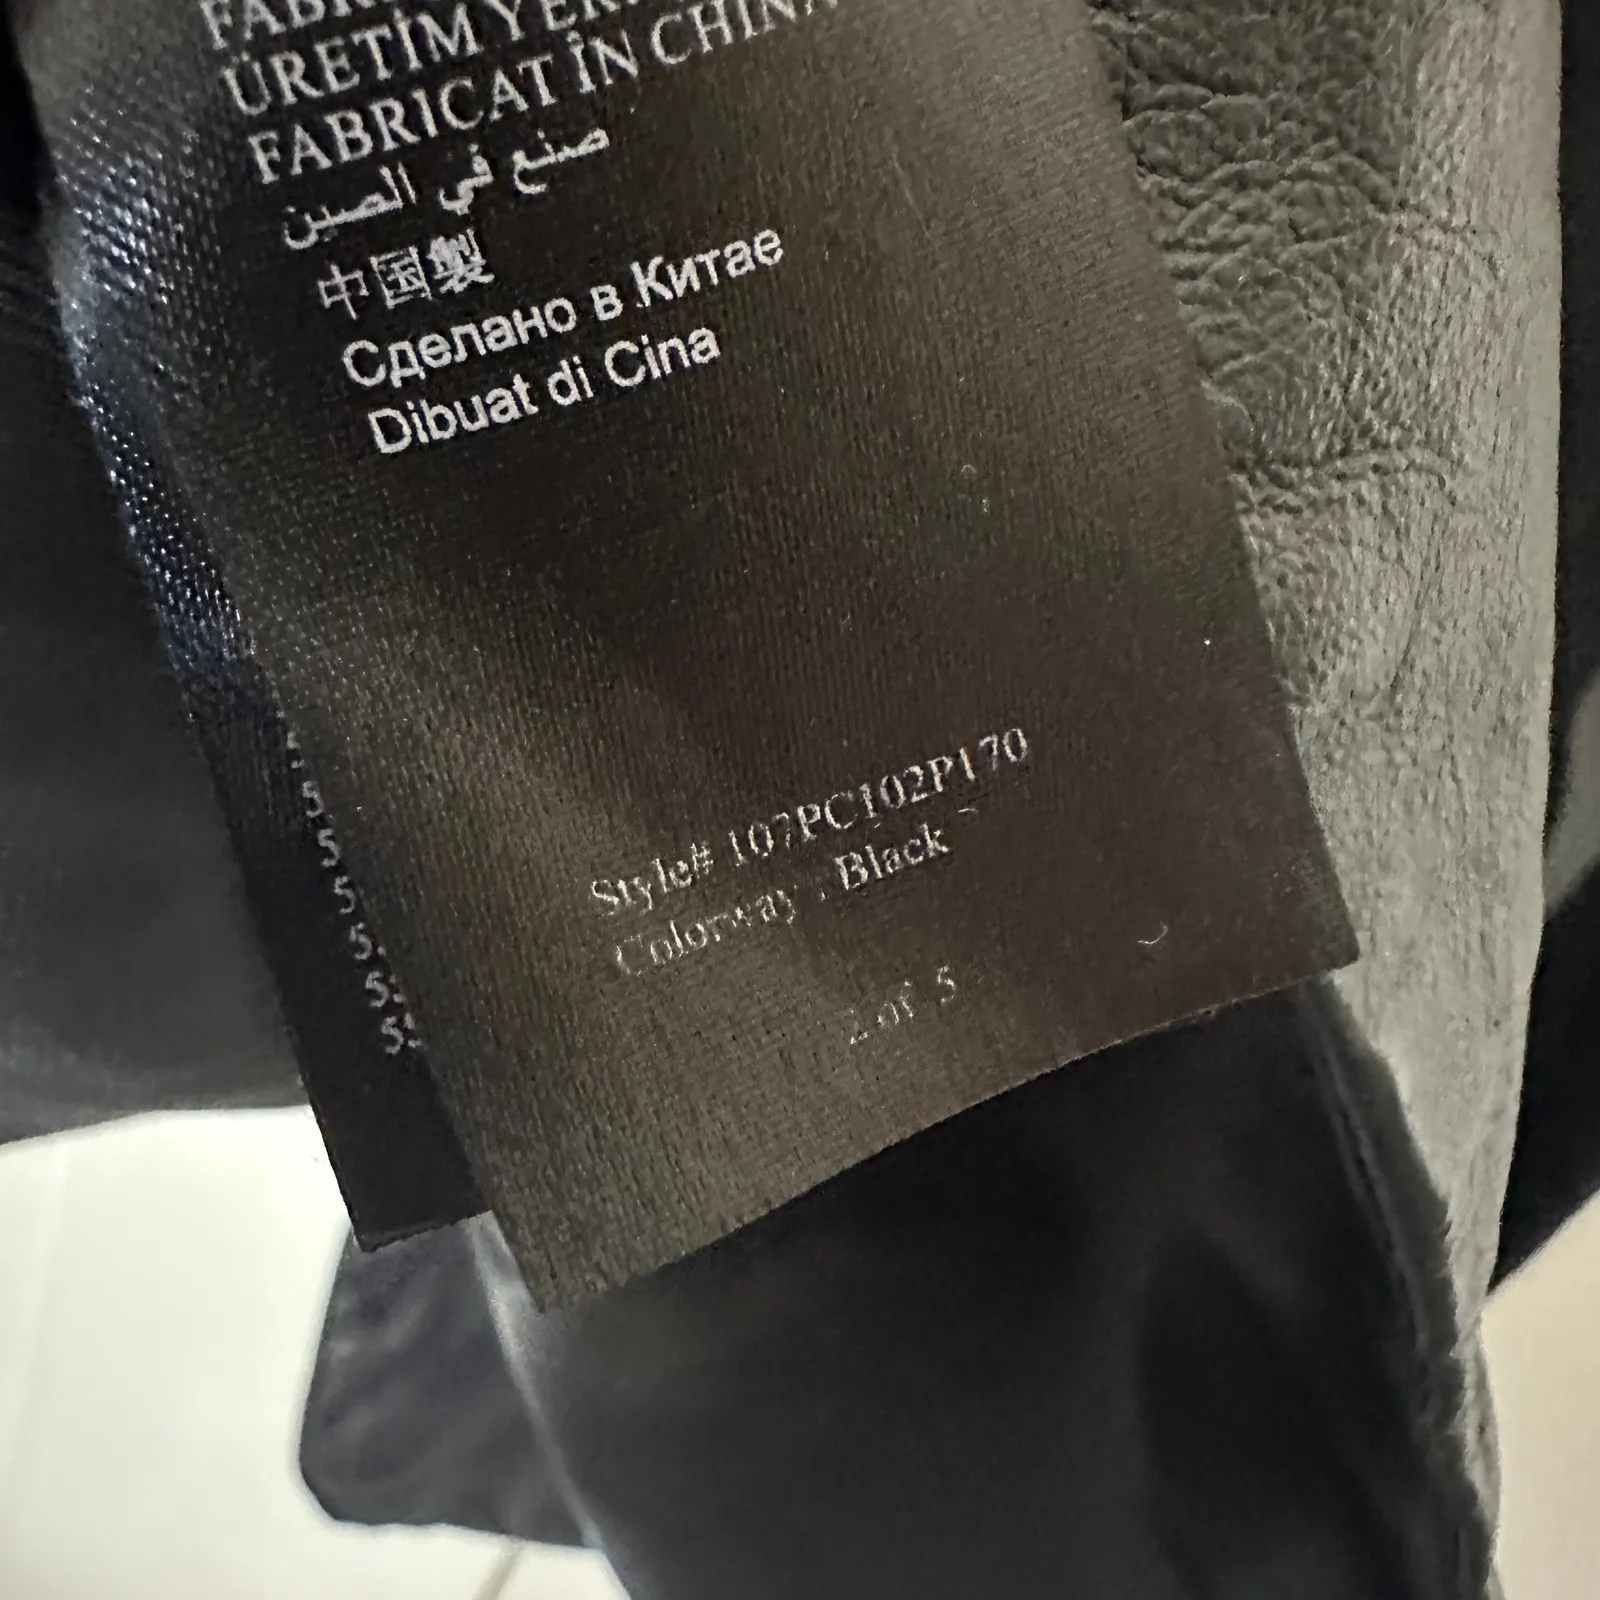 ÜRETİM
FABRICAT ÎN CHINA
صنع في الصين
中国製
Сделано в Китае
Dibuat di Cina
Style# 107PC102P170
Colorway : Black
2 of 5